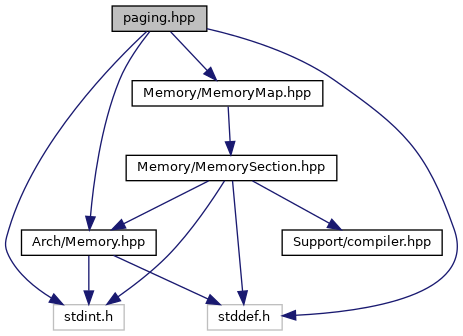 paging.hpp
Memory/MemoryMap.hpp
Memory/MemorySection.hpp
Arch/Memory.hpp
Support/compiler.hpp
stdint.h
stddef.h